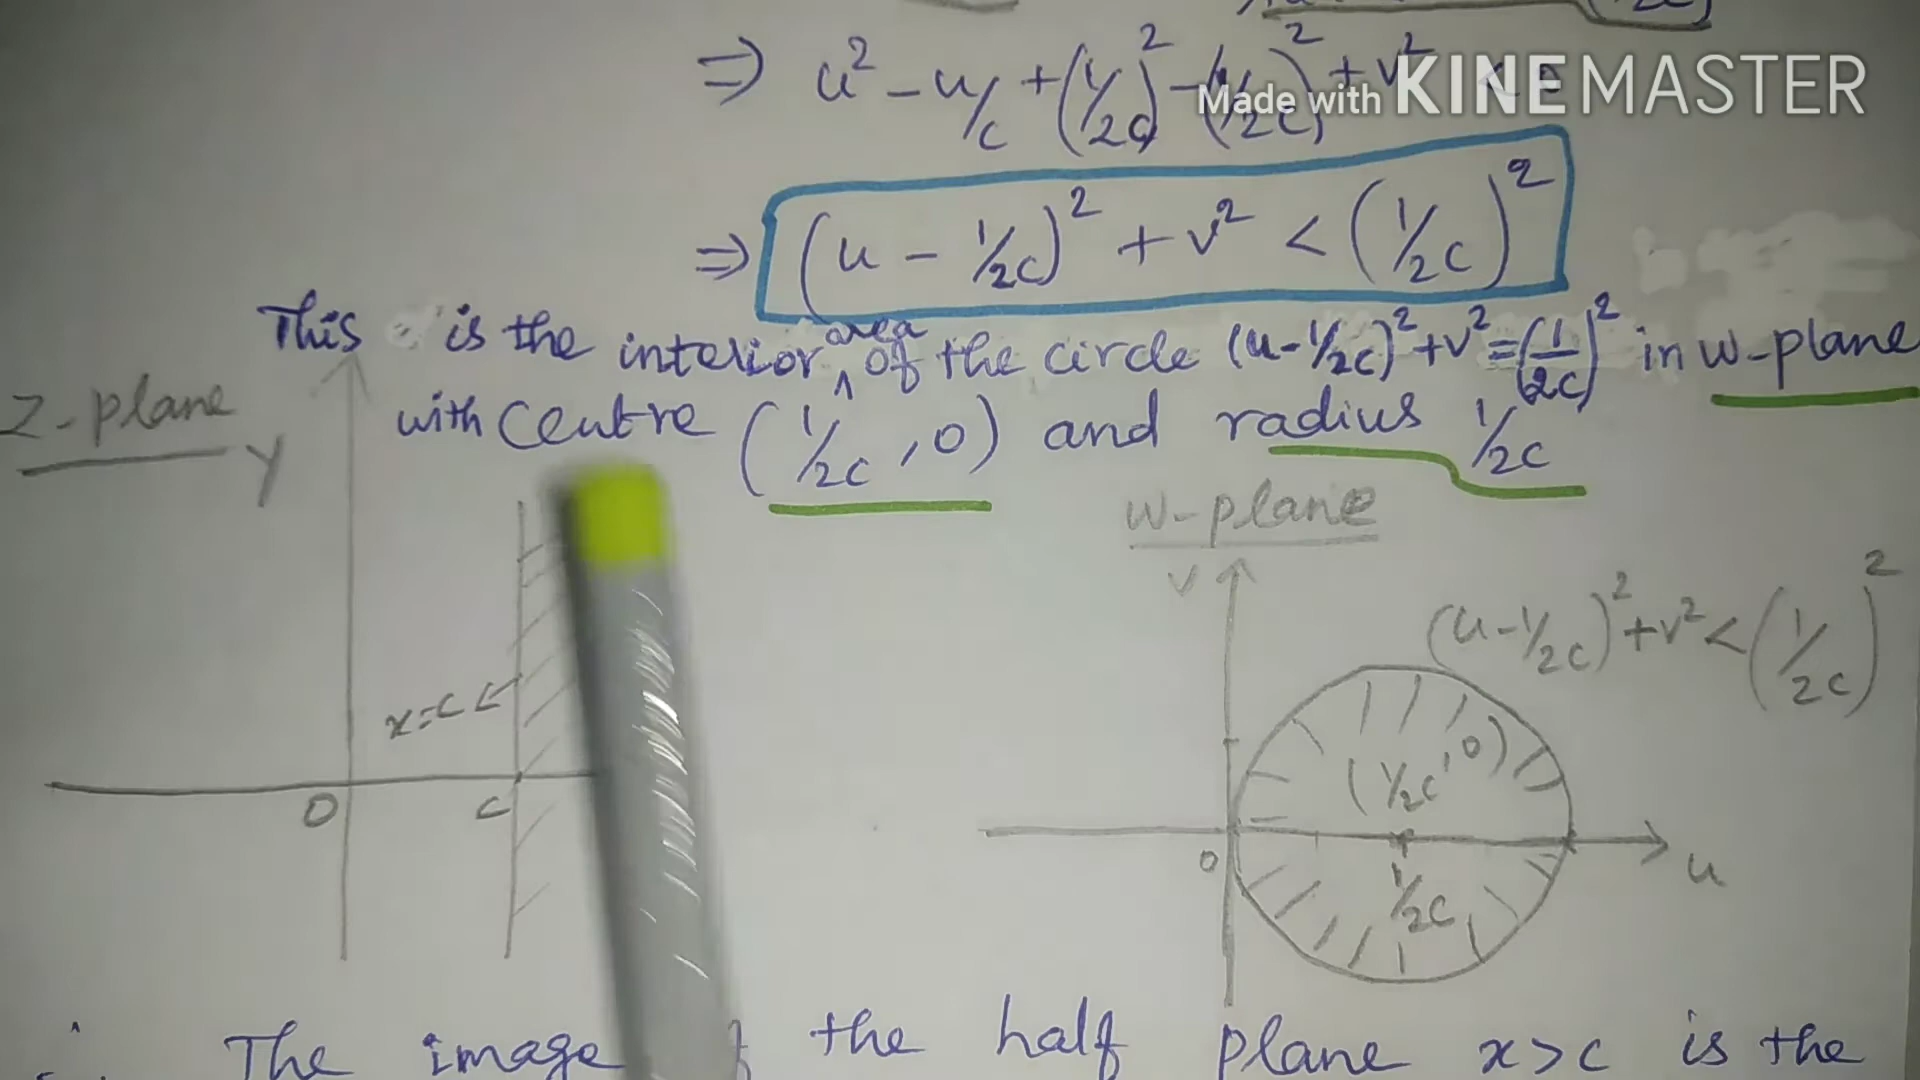 ⇒ u² - u/c + (1/2c)² - (1/2c)² + v² < 0
Made with KINEMASTER
⇒ (u - 1/2c)² + v² < (1/2c)²
This is the interior area of the circle (u-1/2c)²+v²=(1/2c)² in w-plane
with centre (1/2c, 0) and radius 1/2c
Z-plane
Y
x=c
O
c
w-plane
v
(u-1/2c)²+v²<(1/2c)²
(1/2c, 0)
0
1/2c
u
∴ The image of the half plane x>c is the